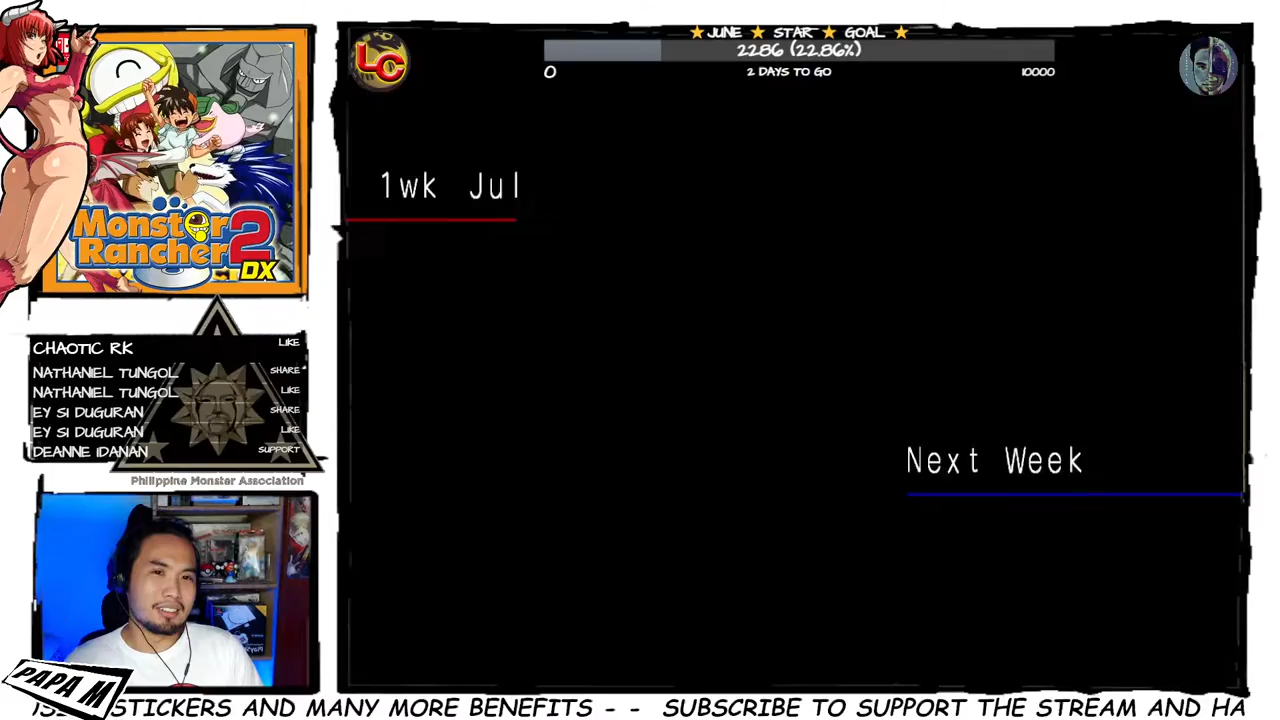 JUNE STAR GOAL
2286 (22.86%)
0 2 DAYS TO GO 10000
LC
Monster
Rancher 2
DX
1wk Jul
CHAOTIC RK LIKE
NATHANIEL TUNGOL SHARE
NATHANIEL TUNGOL LIKE
EY SI DUGURAN SHARE
EY SI DUGURAN LIKE
DEANNE IDANAN SUPPORT
Philippine Monster Association
Next Week
PAPA M
STICKERS AND MANY MORE BENEFITS - - SUBSCRIBE TO SUPPORT THE STREAM AND HA